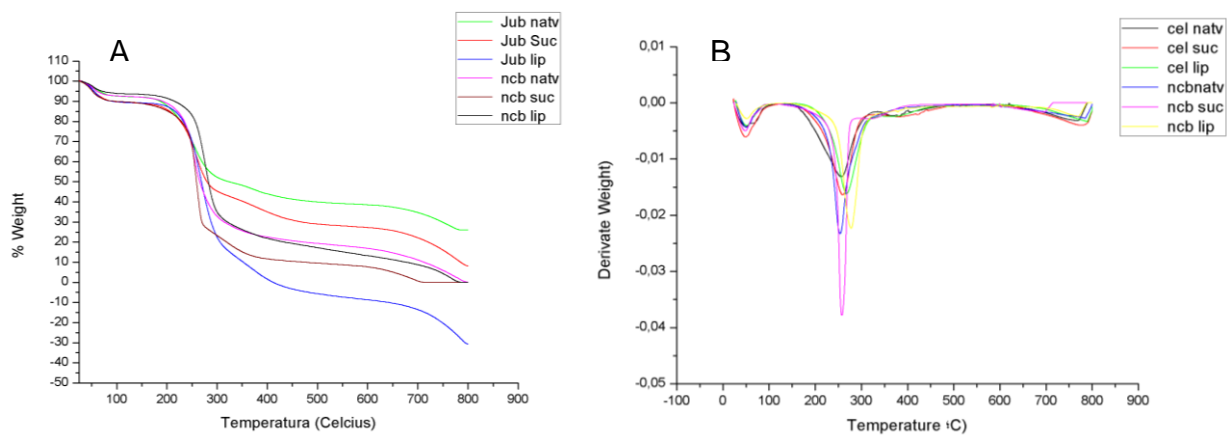 A
Jub natv
Jub Suc
Jub lip
ncb natv
ncb suc
ncb lip
110
100
90
80
70
60
50
40
30
20
10
0
-10
-20
-30
-40
-50
% Weight
100 200 300 400 500 600 700 800 900
Temperatura (Celcius)
B
cel natv
cel suc
cel lip
ncbnatv
ncb suc
ncb lip
0,01
0,00
-0,01
-0,02
-0,03
-0,04
-0,05
Derivate Weight)
-100 0 100 200 300 400 500 600 700 800 900
Temperature C)